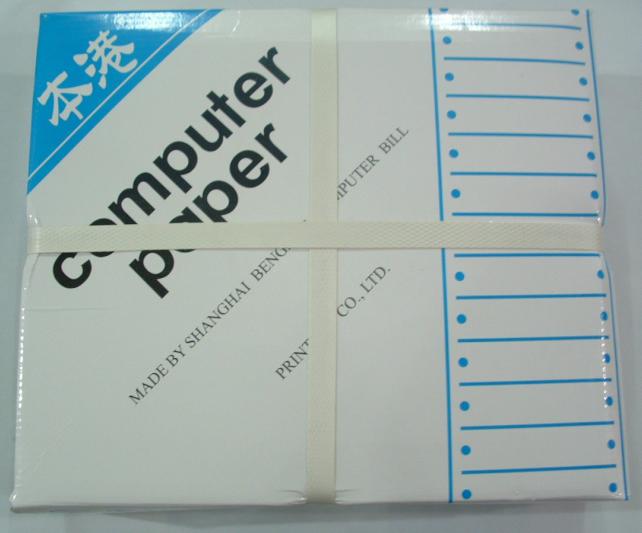 本港
computer
paper
MADE BY SHANGHAI BENG
PUTER BILL
PRINT CO., LTD.